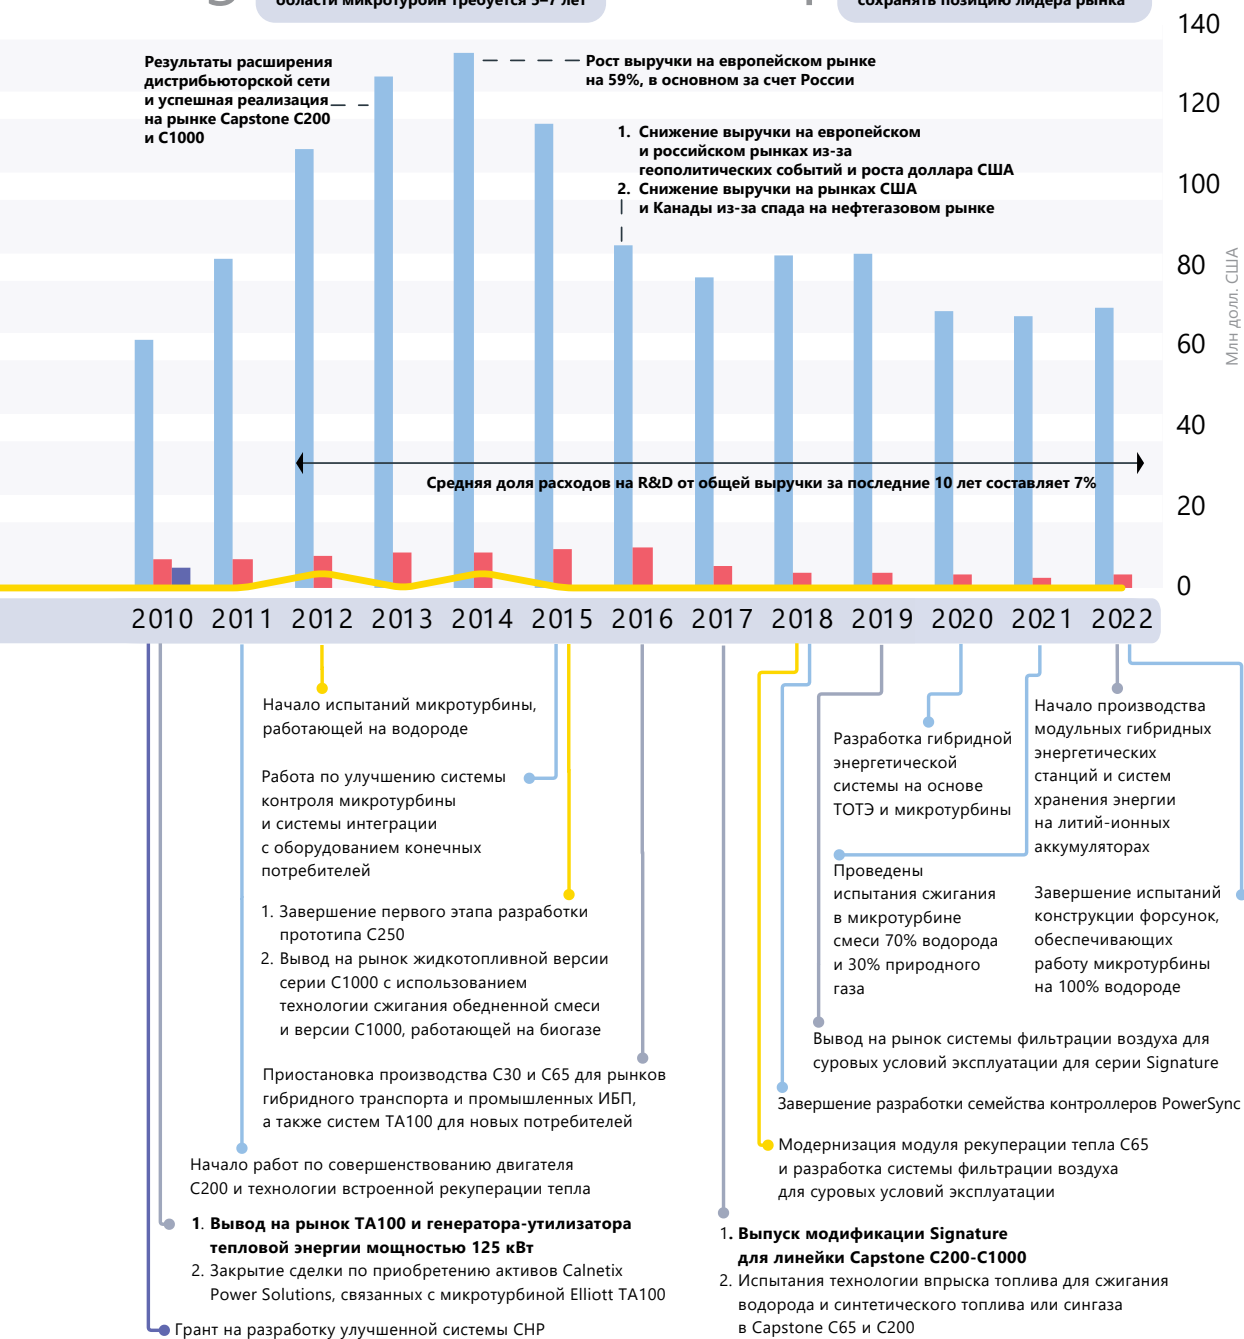 области микротурбин требуется 5–7 лет
сохранять позицию лидера рынка
140
120
100
80
60
40
20
0
Млн долл. США
Результаты расширения
дистрибьюторской сети
и успешная реализация
на рынке Capstone C200
и C1000
Рост выручки на европейском рынке
на 59%, в основном за счет России
1. Снижение выручки на европейском
и российском рынках из-за
геополитических событий и роста доллара США
2. Снижение выручки на рынках США
и Канады из-за спада на нефтегазовом рынке
Средняя доля расходов на R&D от общей выручки за последние 10 лет составляет 7%
2010 2011 2012 2013 2014 2015 2016 2017 2018 2019 2020 2021 2022
Начало испытаний микротурбины,
работающей на водороде
Работа по улучшению системы
контроля микротурбины
и системы интеграции
с оборудованием конечных
потребителей
1. Завершение первого этапа разработки
прототипа C250
2. Вывод на рынок жидкотопливной версии
серии C1000 с использованием
технологии сжигания обедненной смеси
и версии C1000, работающей на биогазе
Приостановка производства C30 и C65 для рынков
гибридного транспорта и промышленных ИБП,
а также систем TA100 для новых потребителей
Начало работ по совершенствованию двигателя
C200 и технологии встроенной рекуперации тепла
1. Вывод на рынок TA100 и генератора-утилизатора
тепловой энергии мощностью 125 кВт
2. Закрытие сделки по приобретению активов Calnetix
Power Solutions, связанных с микротурбиной Elliott TA100
Грант на разработку улучшенной системы CHP
Разработка гибридной
энергетической
системы на основе
ТОТЭ и микротурбины
Проведены
испытания сжигания
в микротурбине
смеси 70% водорода
и 30% природного
газа
Начало производства
модульных гибридных
энергетических
станций и систем
хранения энергии
на литий-ионных
аккумуляторах
Завершение испытаний
конструкции форсунок,
обеспечивающих
работу микротурбины
на 100% водороде
Вывод на рынок системы фильтрации воздуха для
суровых условий эксплуатации для серии Signature
Завершение разработки семейства контроллеров PowerSync
Модернизация модуля рекуперации тепла C65
и разработка системы фильтрации воздуха
для суровых условий эксплуатации
1. Выпуск модификации Signature
для линейки Capstone C200-C1000
2. Испытания технологии впрыска топлива для сжигания
водорода и синтетического топлива или сингаза
в Capstone C65 и C200